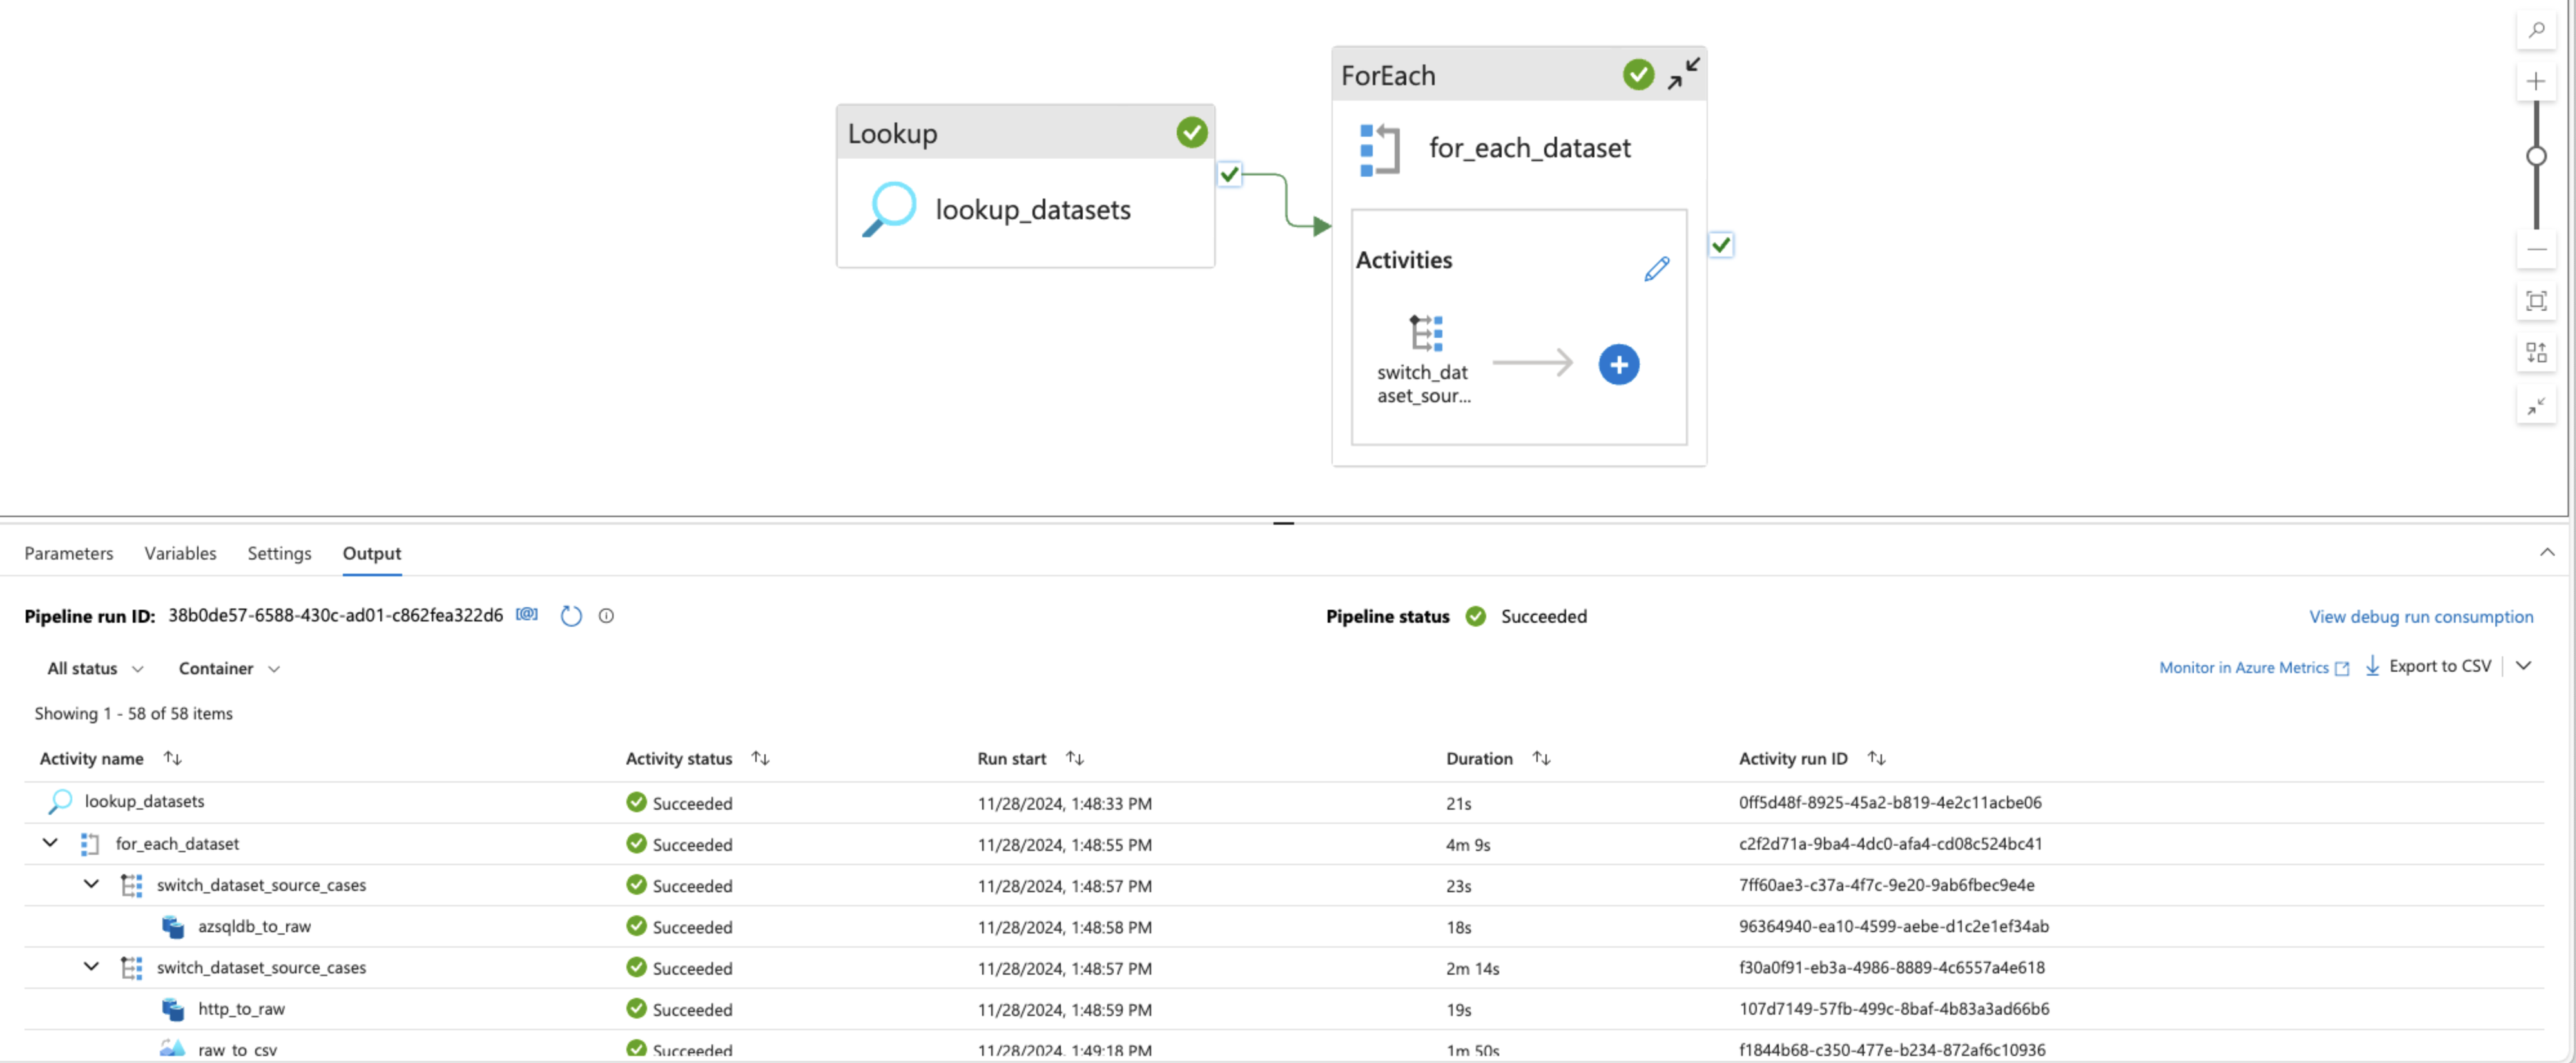 ForEach
Lookup
for_each_dataset
lookup_datasets
Activities
switch_dat
aset_sour...
Parameters Variables Settings Output
Pipeline run ID: 38b0de57-6588-430c-ad01-c862fea322d6 [@] Pipeline status Succeeded View debug run consumption
All status Container Monitor in Azure Metrics Export to CSV
Showing 1 - 58 of 58 items
Activity name Activity status Run start Duration Activity run ID
lookup_datasets Succeeded 11/28/2024, 1:48:33 PM 21s 0ff5d48f-8925-45a2-b819-4e2c11acbe06
for_each_dataset Succeeded 11/28/2024, 1:48:55 PM 4m 9s c2f2d71a-9ba4-4dc0-afa4-cd08c524bc41
switch_dataset_source_cases Succeeded 11/28/2024, 1:48:57 PM 23s 7ff60ae3-c37a-4f7c-9e20-9ab6fbec9e4e
azsqldb_to_raw Succeeded 11/28/2024, 1:48:58 PM 18s 96364940-ea10-4599-aebe-d1c2e1ef34ab
switch_dataset_source_cases Succeeded 11/28/2024, 1:48:57 PM 2m 14s f30a0f91-eb3a-4986-8889-4c6557a4e618
http_to_raw Succeeded 11/28/2024, 1:48:59 PM 19s 107d7149-57fb-499c-8baf-4b83a3ad66b6
raw_to_csv Succeeded 11/28/2024, 1:49:18 PM 1m 50s f1844b68-c350-477e-b234-872af6c10936